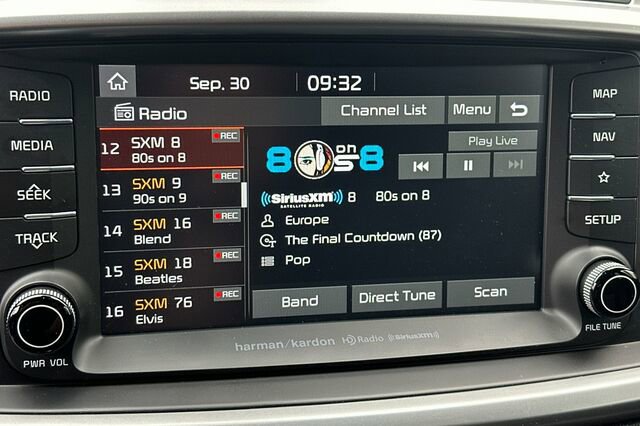 Sep. 30 09:32
Radio Channel List Menu
12 SXM 8 REC
80s on 8
13 SXM 9 REC
90s on 9
14 SXM 16 REC
Blend
15 SXM 18 REC
Beatles
16 SXM 76 REC
Elvis
80s on 8
Play Live
SiriusXM 8 80s on 8
SATELLITE RADIO
Europe
The Final Countdown (87)
Pop
Band Direct Tune Scan
RADIO
MEDIA
SEEK
TRACK
PWR VOL
MAP
NAV
SETUP
FILE TUNE
harman/kardon HD Radio SiriusXM